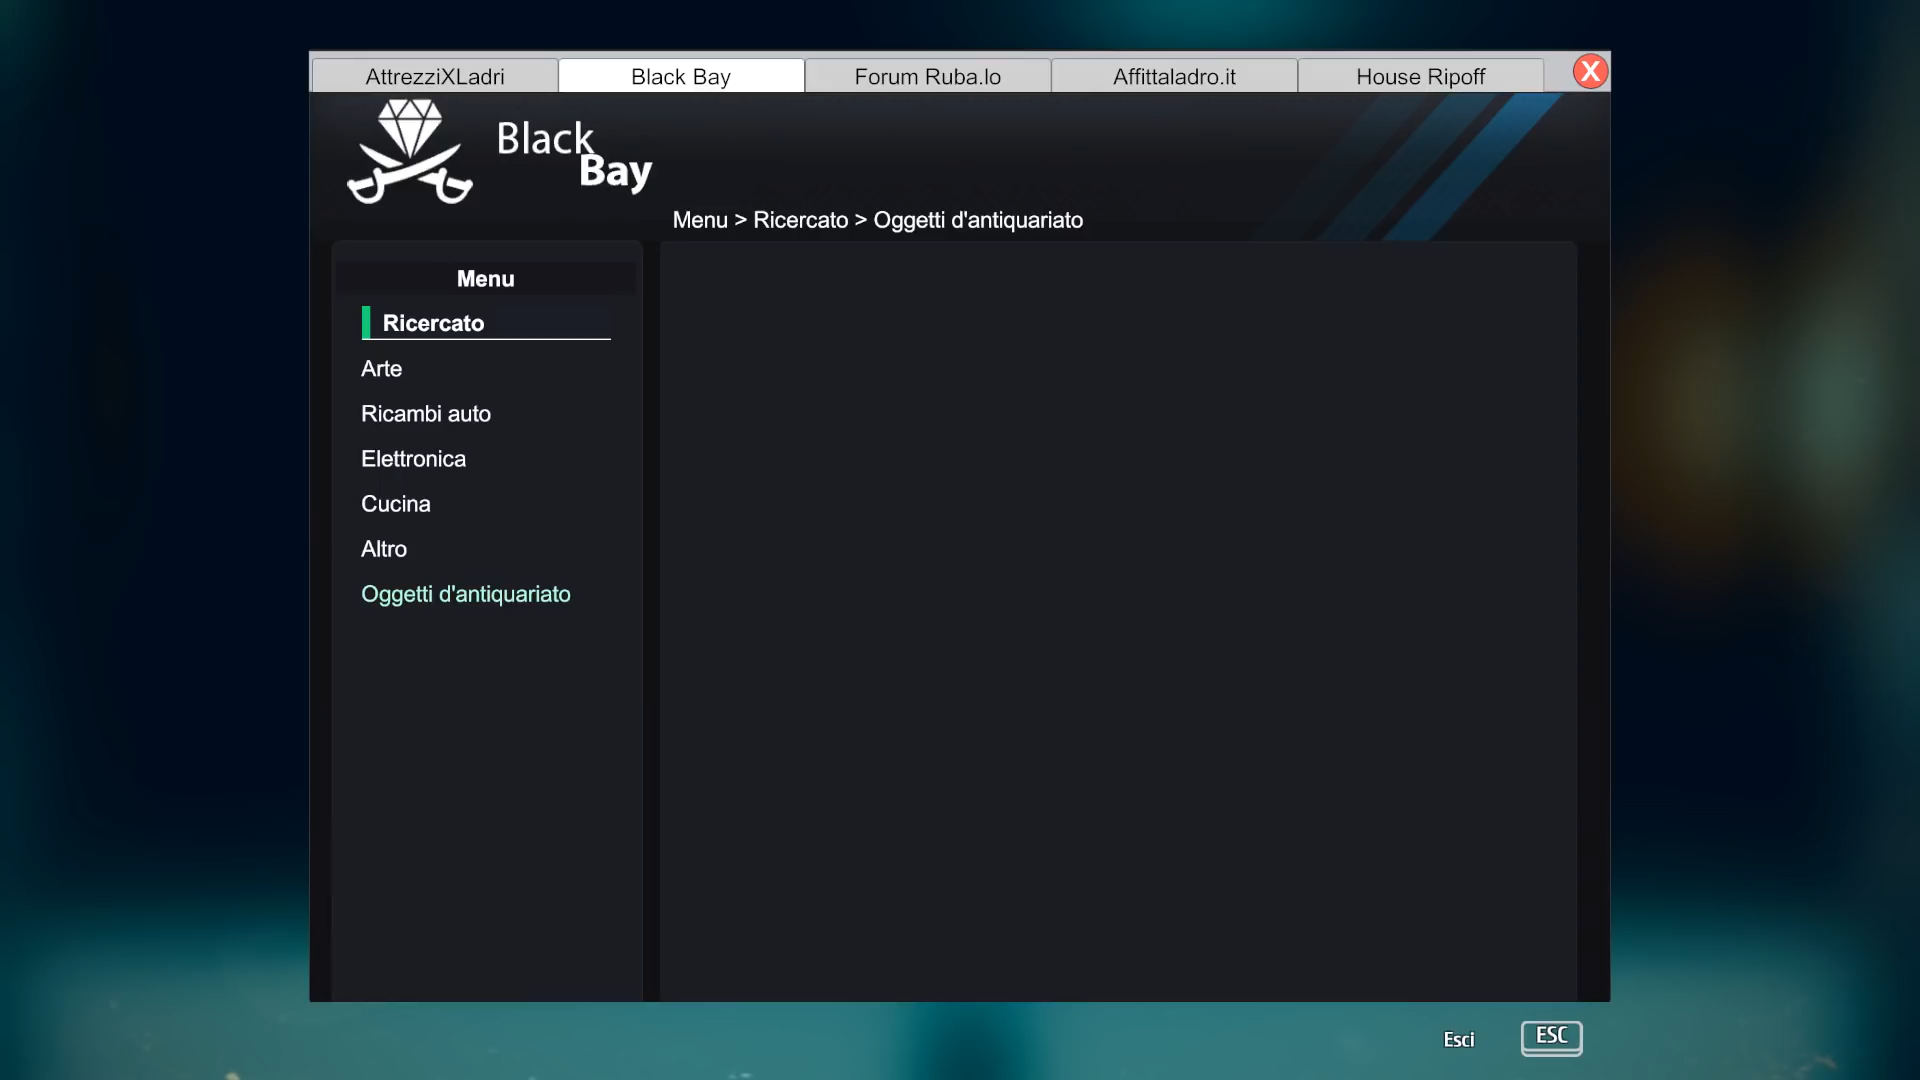 AttrezziXLadri
Black Bay
Forum Ruba.lo
Affittaladro.it
House Ripoff
X
Black
Bay
Menu > Ricercato > Oggetti d'antiquariato
Menu
Ricercato
Arte
Ricambi auto
Elettronica
Cucina
Altro
Oggetti d'antiquariato
Esci
ESC